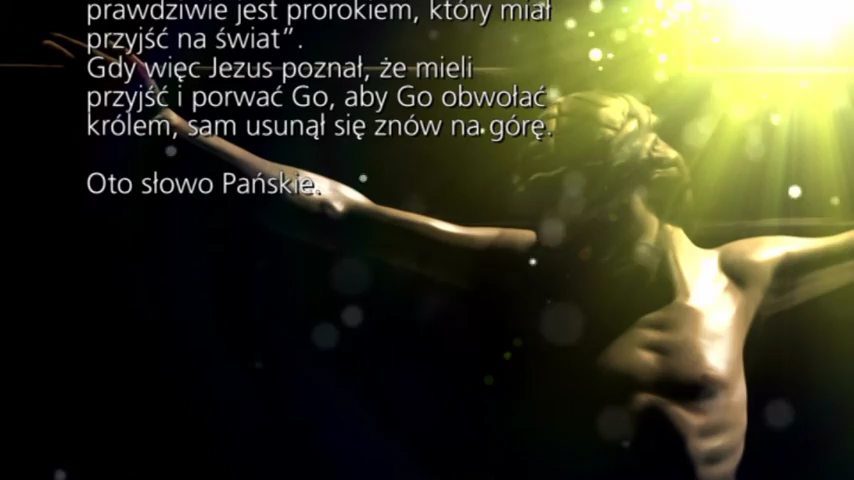 prawdziwie jest prorokiem, który miał
przyjść na świat”.
Gdy więc Jezus poznał, że mieli
przyjść i porwać Go, aby Go obwołać
królem, sam usunął się znów na górę.
Oto słowo Pańskie.